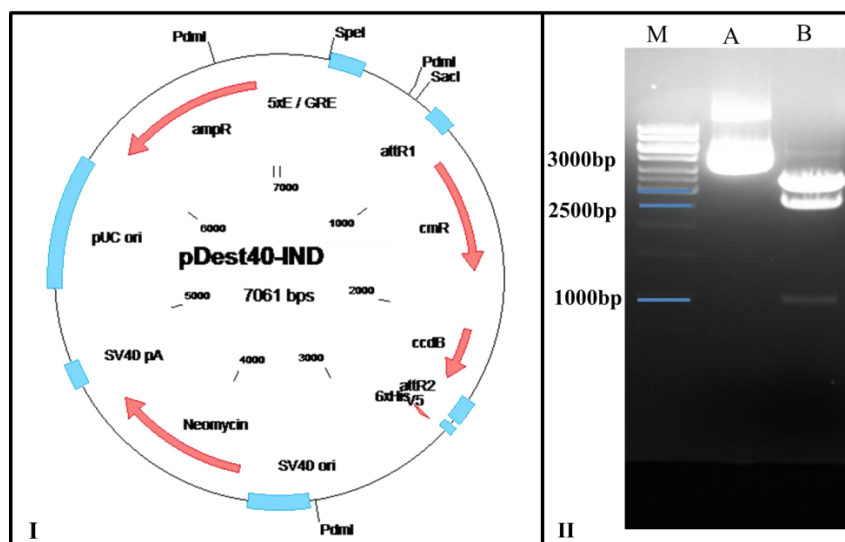 PdmI
SpeI
PdmI
SacI
5xE / GRE
ampR
attR1
7000
6000
1000
cmR
pUC ori
pDest40-IND
5000
7061 bps
2000
SV40 pA
ccdB
4000
3000
attR2
V5
6xHis
Neomycin
SV40 ori
PdmI
I
M A B
3000bp
2500bp
1000bp
II